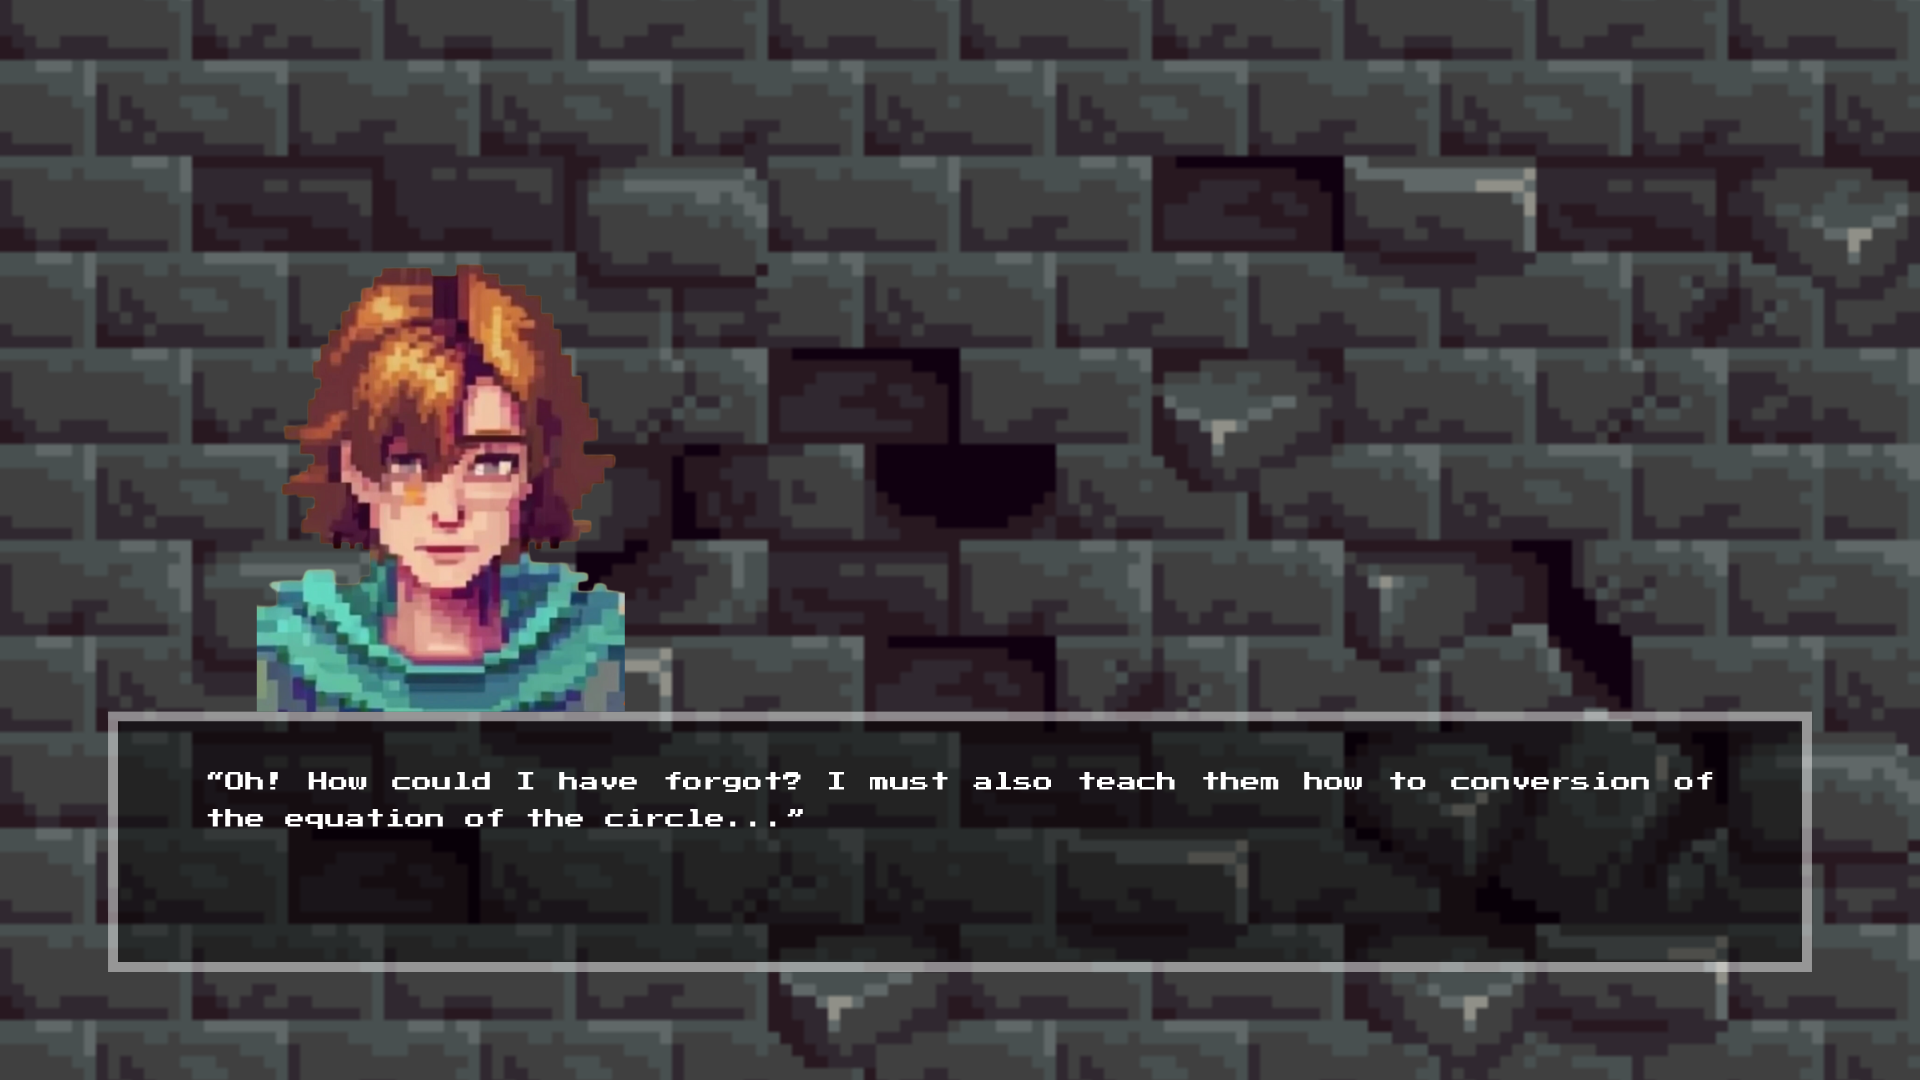 “Oh! How could I have forgot? I must also teach them how to conversion of
the equation of the circle...”